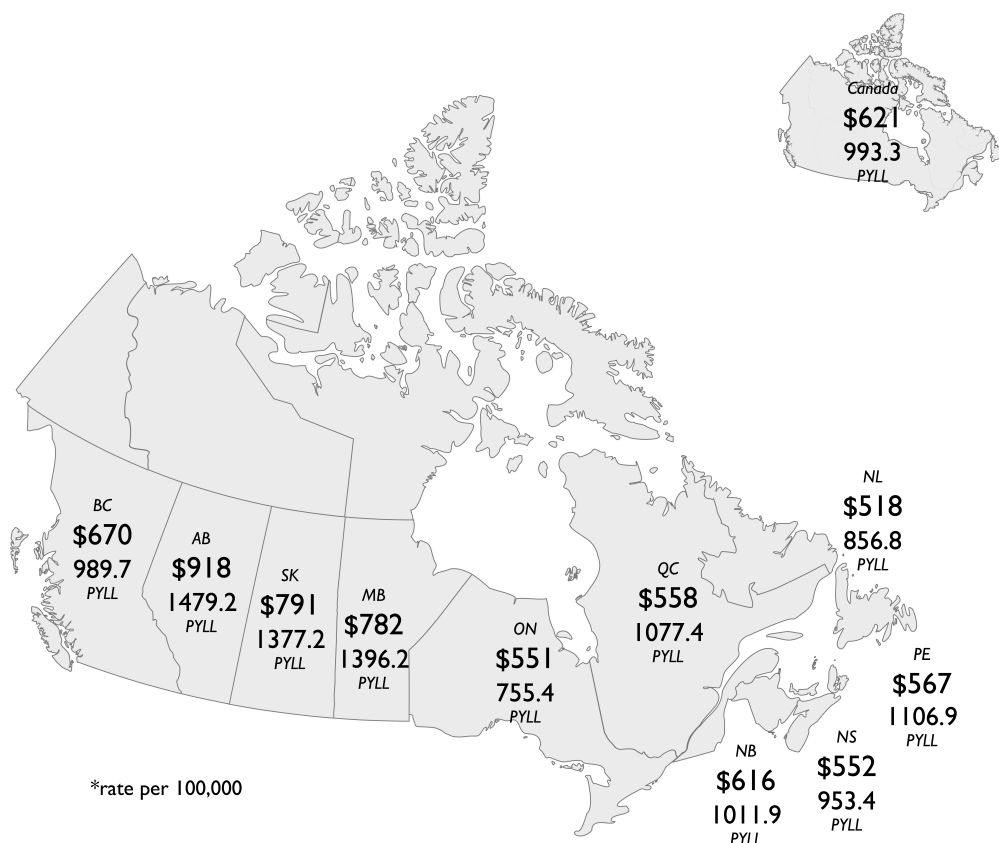 Canada
$621
993.3
PYLL
NL
$518
856.8
PYLL
BC
$670
989.7
PYLL
AB
$918
1479.2
PYLL
SK
$791
1377.2
PYLL
MB
$782
1396.2
PYLL
ON
$551
755.4
PYLL
QC
$558
1077.4
PYLL
PE
$567
1106.9
PYLL
NB
$616
1011.9
PYLL
NS
$552
953.4
PYLL
*rate per 100,000